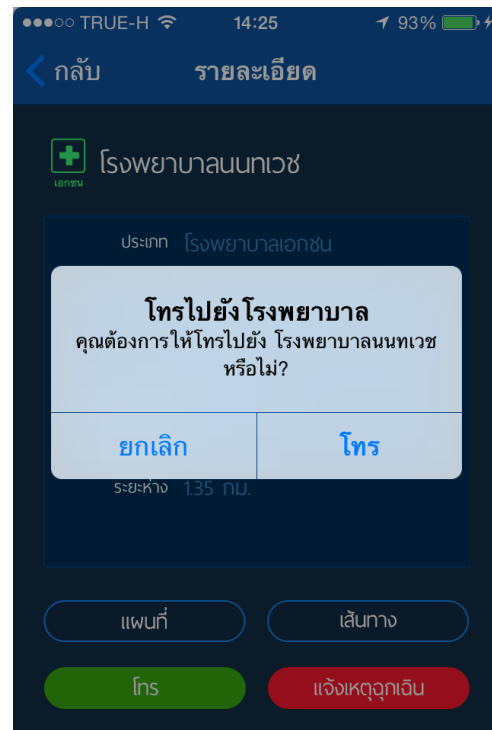 TRUE-H 14:25 93%
กลับ รายละเอียด
โรงพยาบาลนนทเวช
เอกชน
ประเภท โรงพยาบาลเอกชน
โทรไปยังโรงพยาบาล
คุณต้องการให้โทรไปยัง โรงพยาบาลนนทเวช
หรือไม่?
ยกเลิก โทร
ระยะห่าง 1.35 กม.
แผนที่ เส้นทาง
โทร แจ้งเหตุฉุกเฉิน